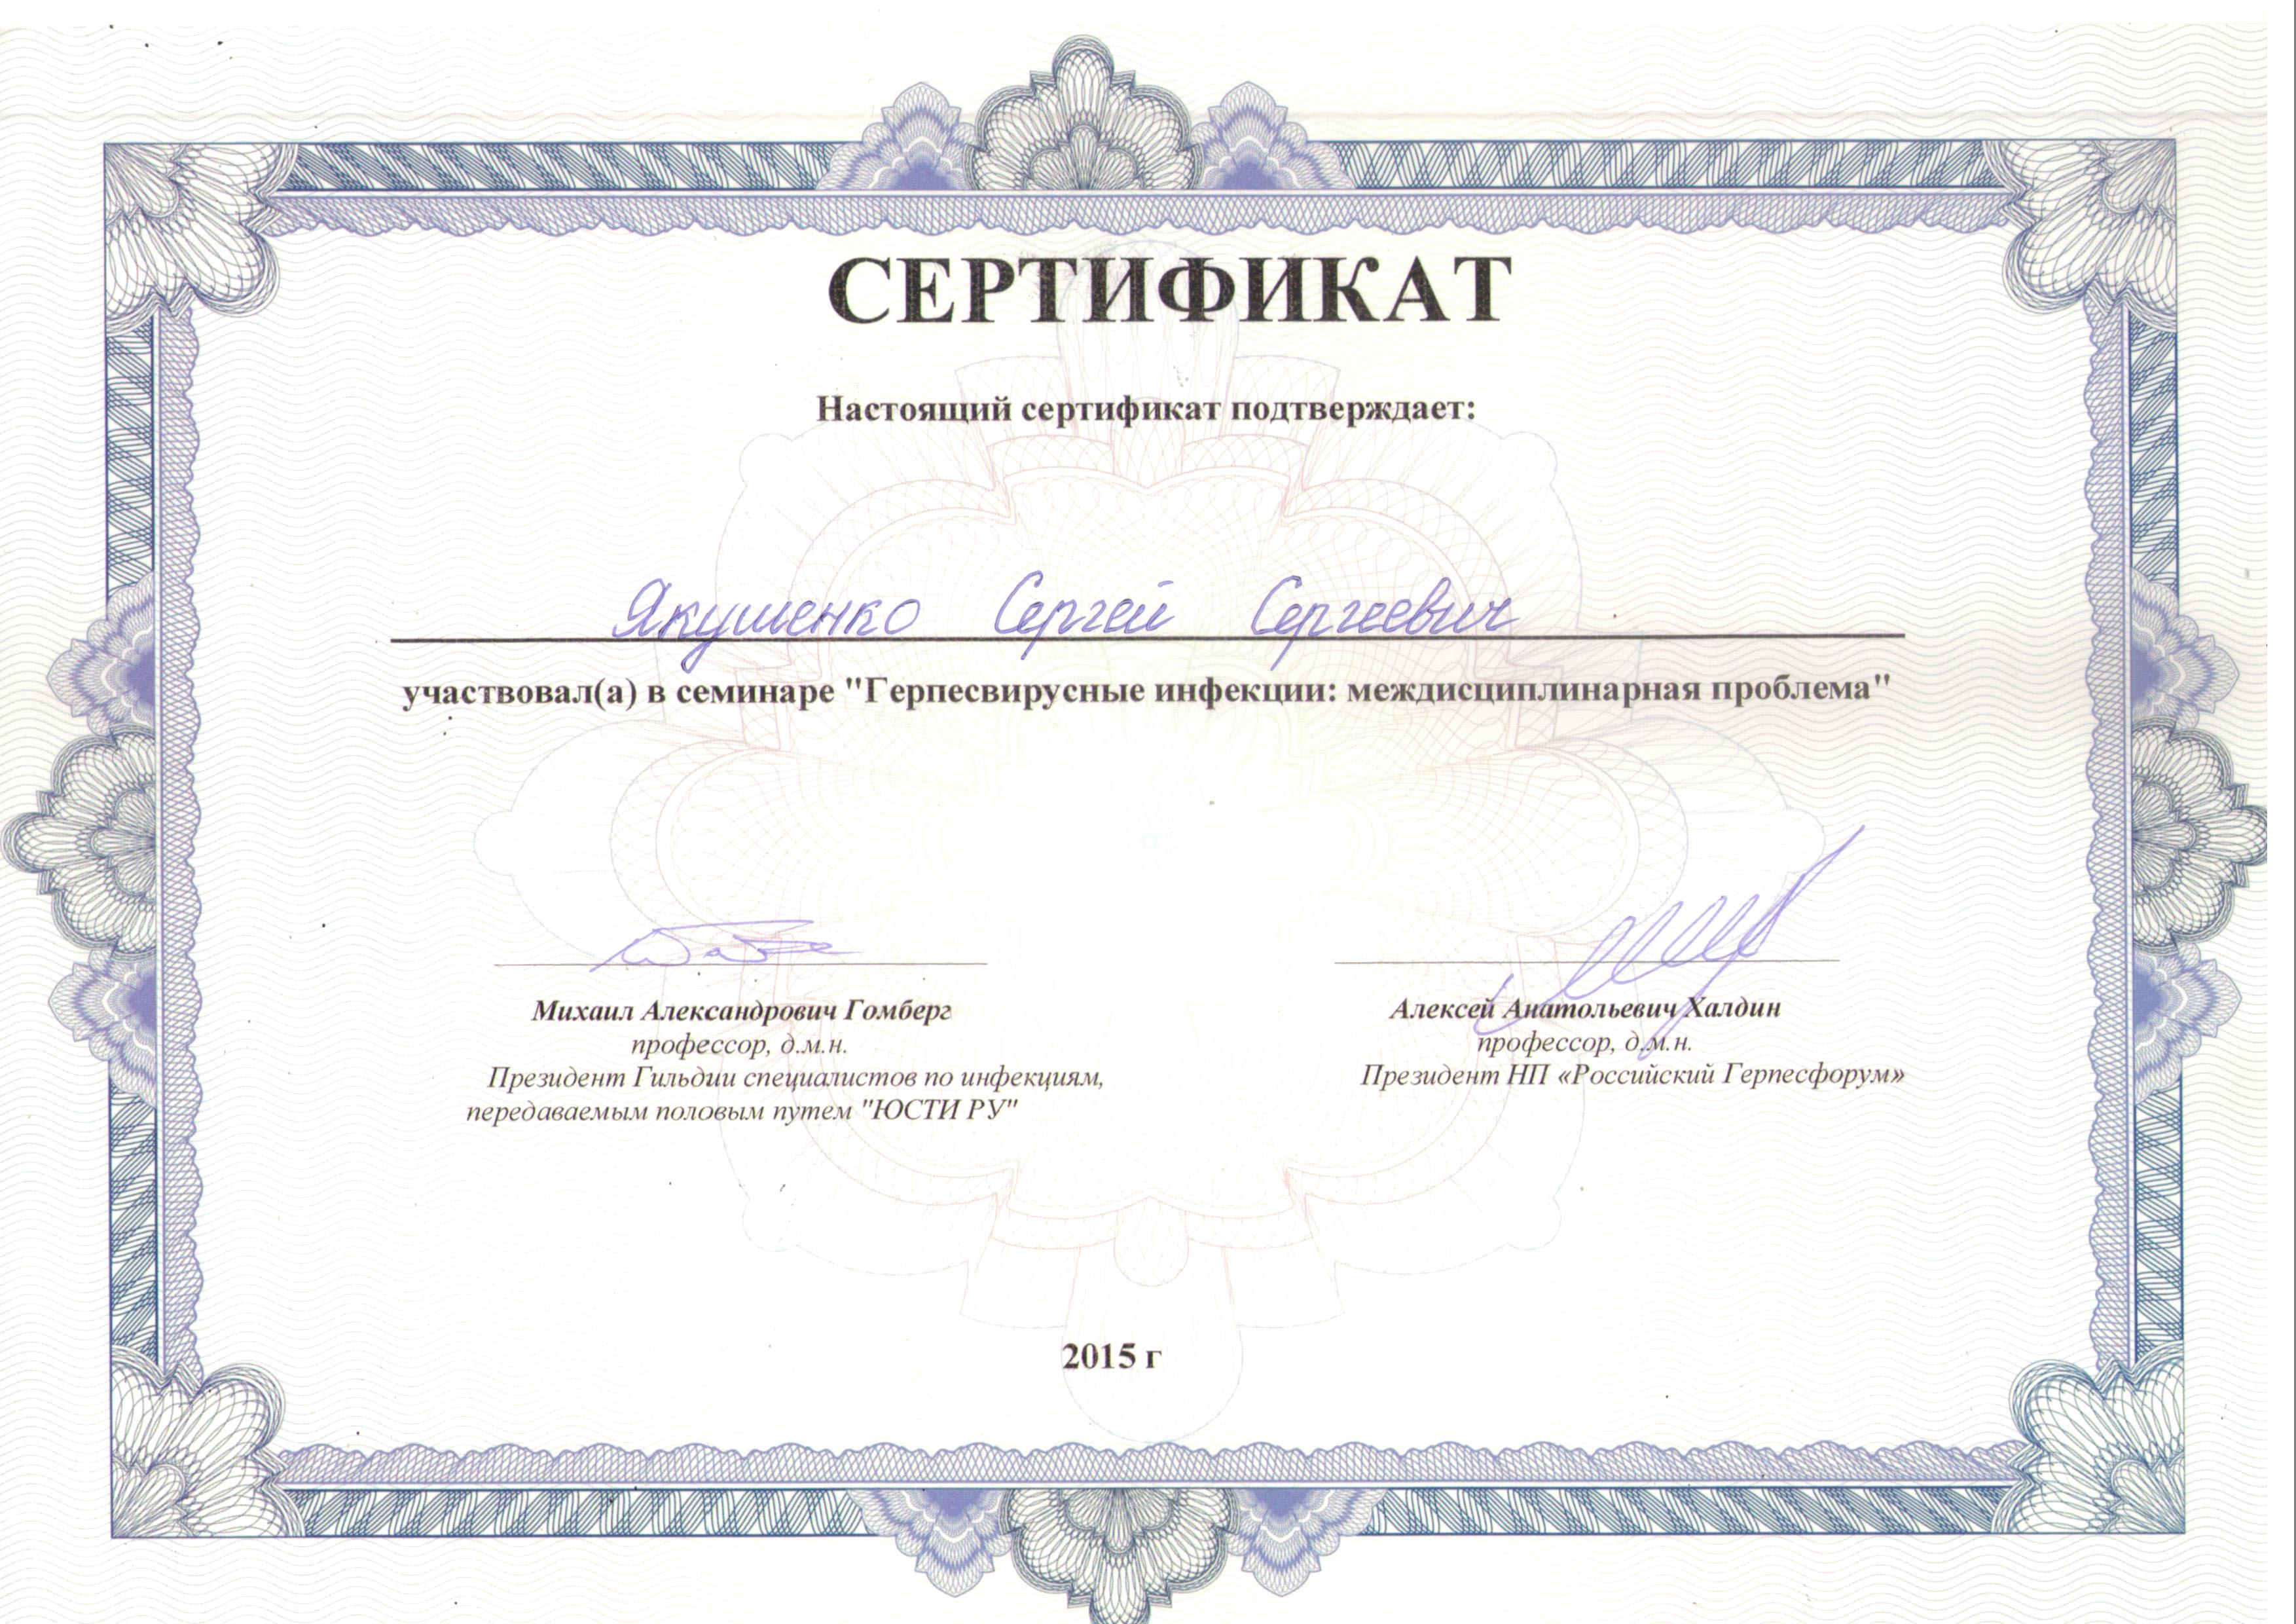 СЕРТИФИКАТ
Настоящий сертификат подтверждает:
Якушенко Сергей Сергеевич
участвовал(а) в семинаре "Герпесвирусные инфекции: междисциплинарная проблема"
Михаил Александрович Гомберг
профессор, д.м.н.
Президент Гильдии специалистов по инфекциям,
передаваемым половым путем "ЮСТИ РУ"
Алексей Анатольевич Халдин
профессор, д.м.н.
Президент НП «Российский Герпесфорум»
2015 г